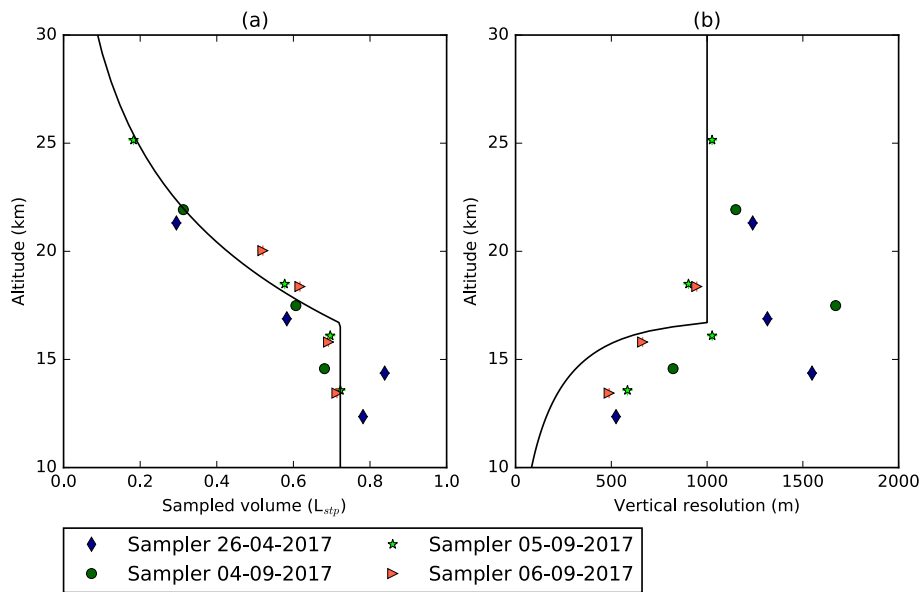 (a)
(b)
30
25
20
15
10
Altitude (km)
0.0 0.2 0.4 0.6 0.8 1.0
Sampled volume (L_stp)
30
25
20
15
10
Altitude (km)
0 500 1000 1500 2000
Vertical resolution (m)
Sampler 26-04-2017
Sampler 04-09-2017
Sampler 05-09-2017
Sampler 06-09-2017